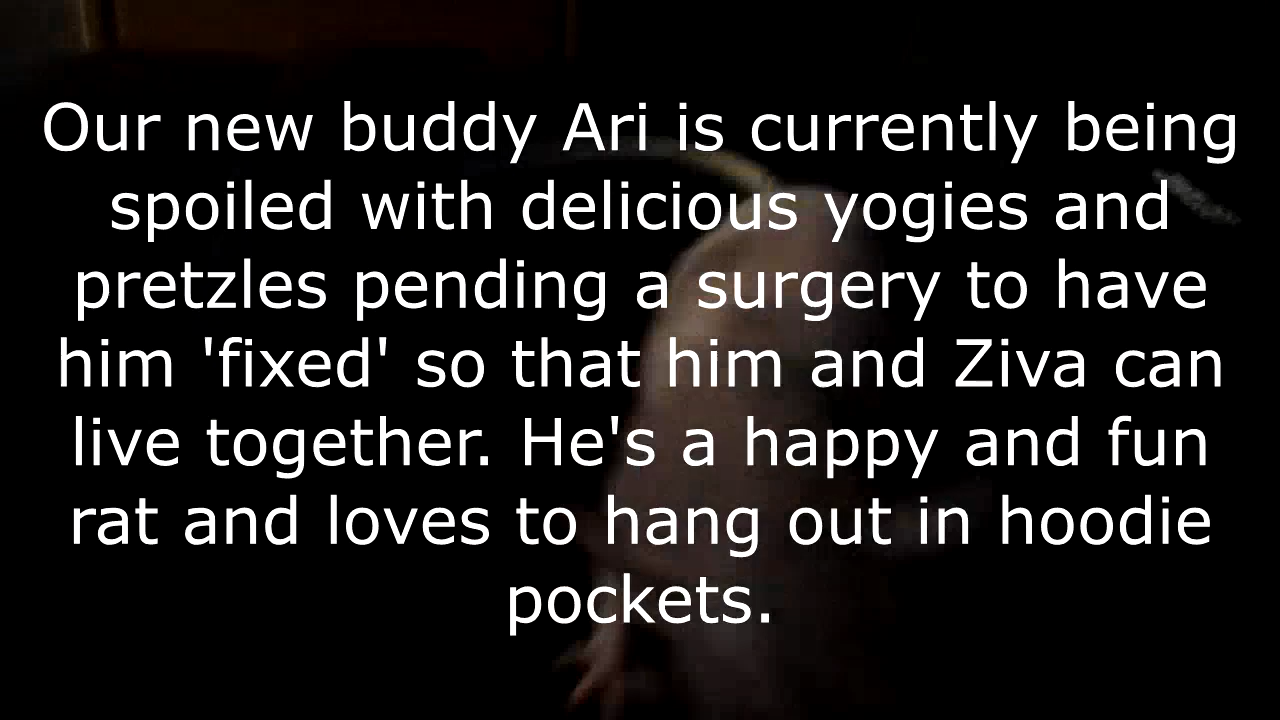 Our new buddy Ari is currently being
spoiled with delicious yogies and
pretzles pending a surgery to have
him 'fixed' so that him and Ziva can
live together. He's a happy and fun
rat and loves to hang out in hoodie
pockets.